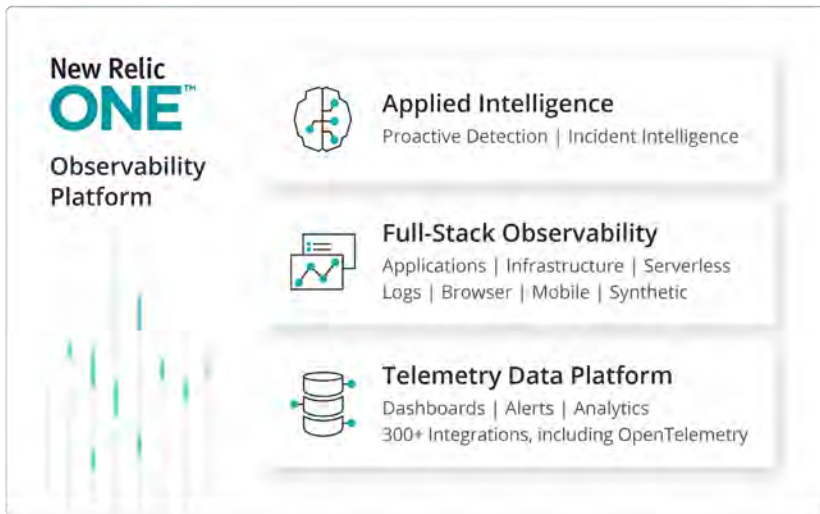 New Relic
ONE™
Observability
Platform
Applied Intelligence
Proactive Detection | Incident Intelligence
Full-Stack Observability
Applications | Infrastructure | Serverless
Logs | Browser | Mobile | Synthetic
Telemetry Data Platform
Dashboards | Alerts | Analytics
300+ Integrations, including OpenTelemetry